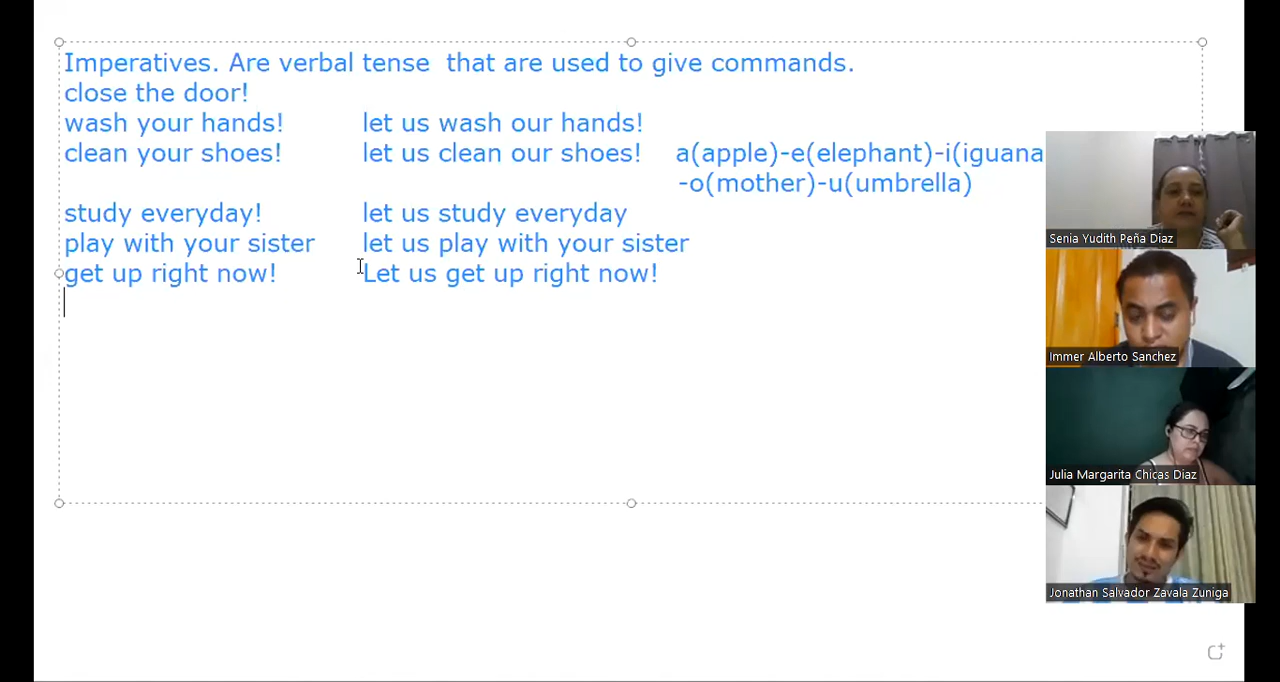 Imperatives. Are verbal tense  that are used to give commands.
close the door!
wash your hands! let us wash our hands!
clean your shoes! let us clean our shoes! a(apple)-e(elephant)-i(iguana
-o(mother)-u(umbrella)
study everyday! let us study everyday
play with your sister let us play with your sister
get up right now! Let us get up right now!
Senia Yudith Peña Diaz
Immer Alberto Sanchez
Julia Margarita Chicas Diaz
Jonathan Salvador Zavala Zuniga